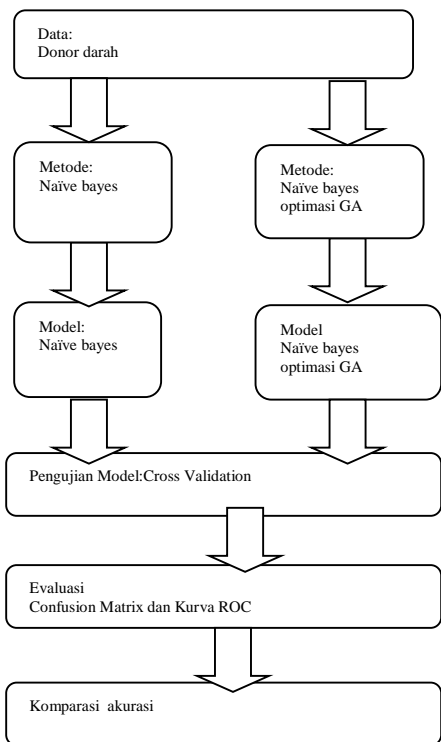 Data:
Donor darah
Metode:
Naïve bayes
Metode:
Naïve bayes
optimasi GA
Model:
Naïve bayes
Model
Naïve bayes
optimasi GA
Pengujian Model:Cross Validation
Evaluasi
Confusion Matrix dan Kurva ROC
Komparasi akurasi